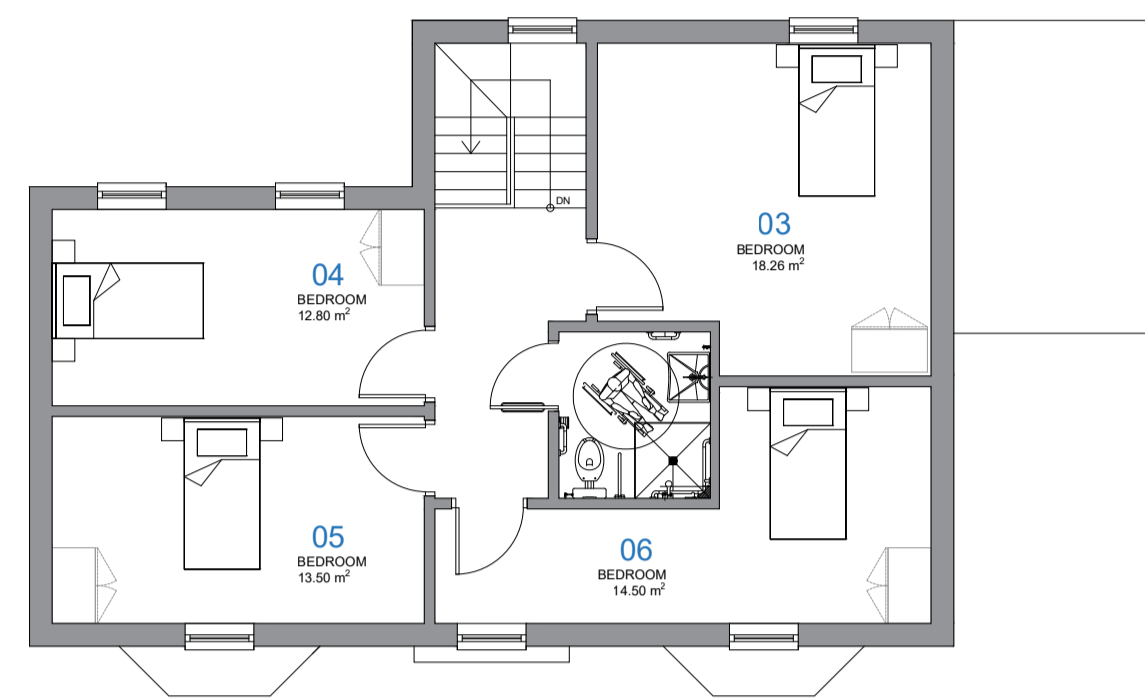 DN
03
BEDROOM
18.26 m²
04
BEDROOM
12.80 m²
05
BEDROOM
13.50 m²
06
BEDROOM
14.50 m²